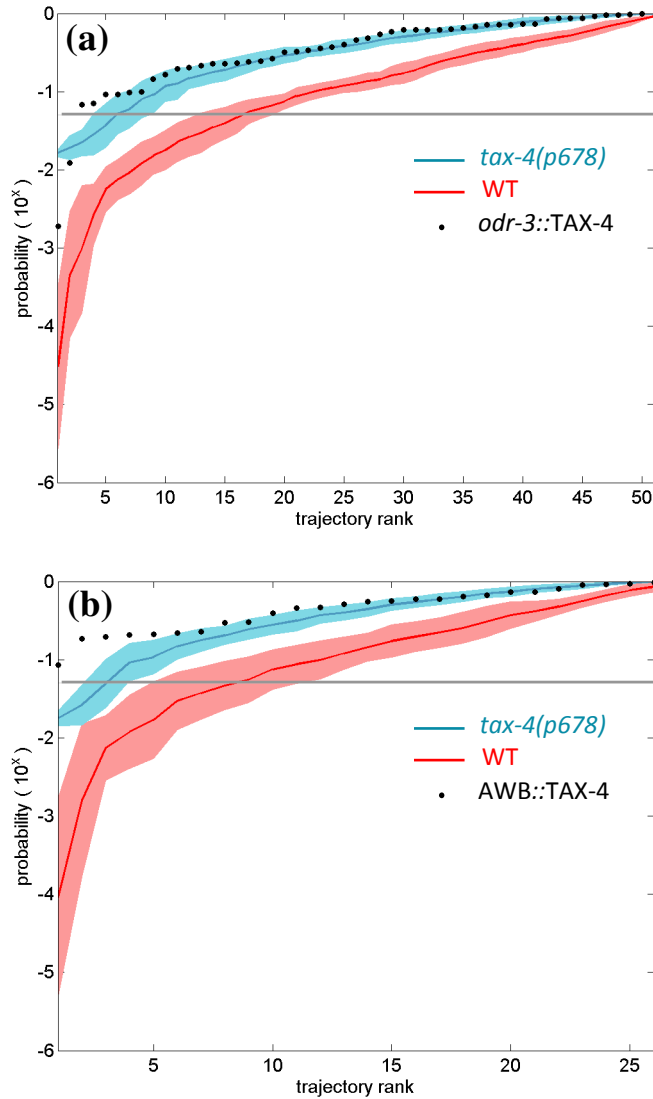 (a)
0
-1
-2
-3
-4
-5
-6
probability ( 10^x )
tax-4(p678)
WT
odr-3::TAX-4
5 10 15 20 25 30 35 40 45 50
trajectory rank
(b)
0
-1
-2
-3
-4
-5
-6
probability ( 10^x )
tax-4(p678)
WT
AWB::TAX-4
5 10 15 20 25
trajectory rank